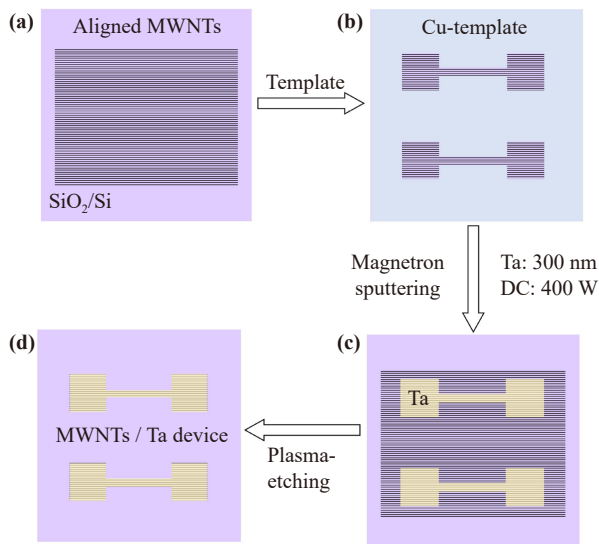 (a)
Aligned MWNTs
SiO₂/Si
Template
(b)
Cu-template
Magnetron
sputtering
Ta: 300 nm
DC: 400 W
(c)
Ta
Plasma-
etching
(d)
MWNTs / Ta device